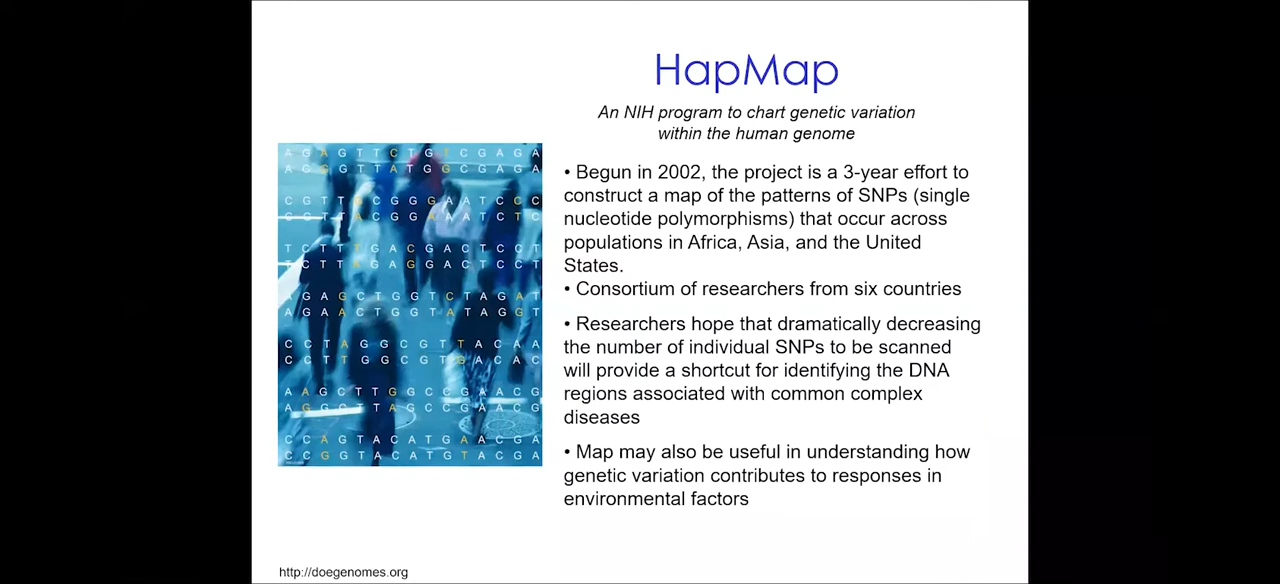 HapMap
An NIH program to chart genetic variation
within the human genome
• Begun in 2002, the project is a 3-year effort to
construct a map of the patterns of SNPs (single
nucleotide polymorphisms) that occur across
populations in Africa, Asia, and the United
States.
• Consortium of researchers from six countries
• Researchers hope that dramatically decreasing
the number of individual SNPs to be scanned
will provide a shortcut for identifying the DNA
regions associated with common complex
diseases
• Map may also be useful in understanding how
genetic variation contributes to responses in
environmental factors
A G A G T T C T G T C G A G A
A G G G T T A T G G C G A G A
C G T T C G G G A A T C C C
C G T T A C G G A A T C T C
T C T T T G A C G A C T C C T
T C T T A G A G G A C T C C T
A G A G C T G G T C T A G A T
A G A A C T G G T A T A G G T
C C T A G G C G T T A C A A
C C T T G G C G T G A C A C
A A G C T T G G C C G A A C G
A G G C T T A G C C G A A C G
C C A G T A C A T G A A C G A
C C G G T A C A T G T A C G A
http://doegenomes.org